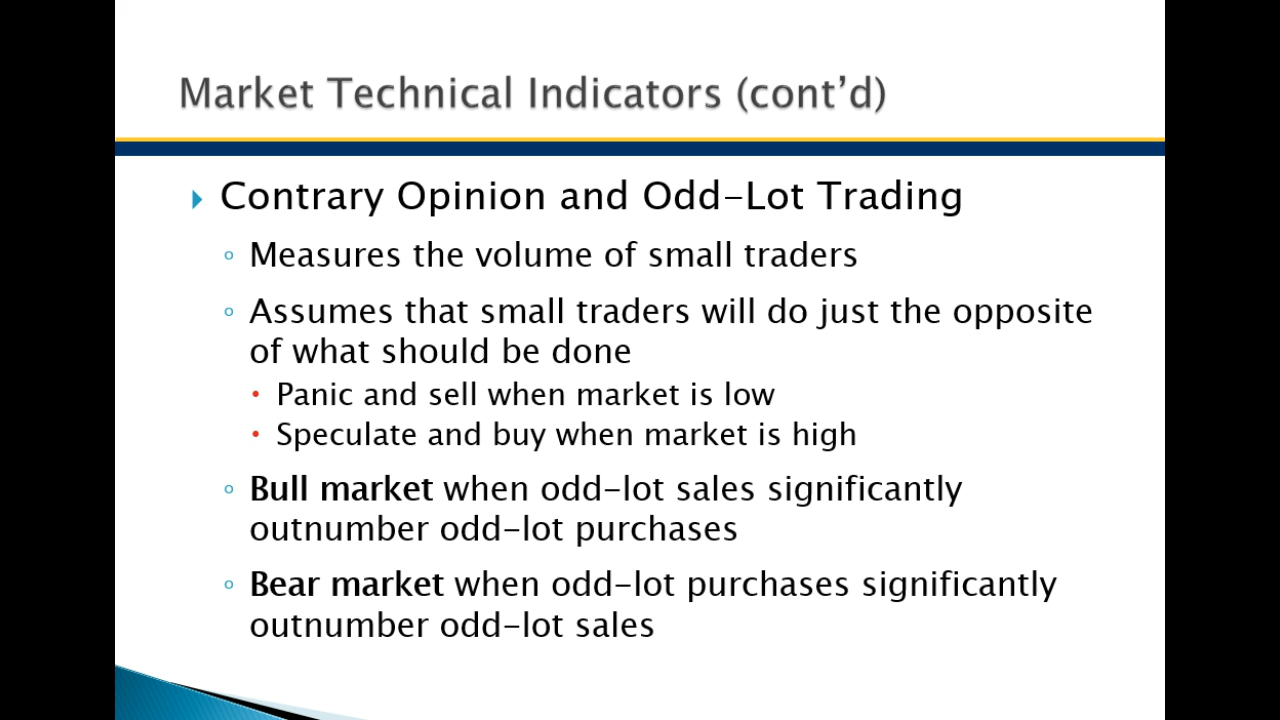 Market Technical Indicators (cont’d)
Contrary Opinion and Odd-Lot Trading
Measures the volume of small traders
Assumes that small traders will do just the opposite
of what should be done
Panic and sell when market is low
Speculate and buy when market is high
Bull market when odd-lot sales significantly
outnumber odd-lot purchases
Bear market when odd-lot purchases significantly
outnumber odd-lot sales